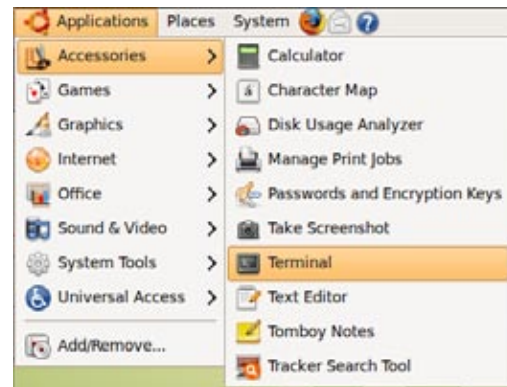 Applications Places System
Accessories
Games
Graphics
Internet
Office
Sound & Video
System Tools
Universal Access
Add/Remove...
Calculator
Character Map
Disk Usage Analyzer
Manage Print Jobs
Passwords and Encryption Keys
Take Screenshot
Terminal
Text Editor
Tomboy Notes
Tracker Search Tool